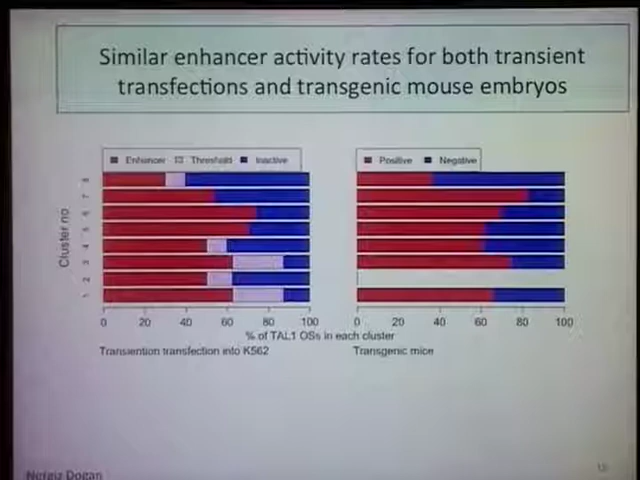 Similar enhancer activity rates for both transient
transfections and transgenic mouse embryos
Enhancer Threshold Inactive
Positive Negative
Cluster no
8
7
6
5
4
3
2
1
0 20 40 60 80 100
0 20 40 60 80 100
% of TAL1 OSs in each cluster
Transiention transfection into K562
Transgenic mice
Nergiz Dogan